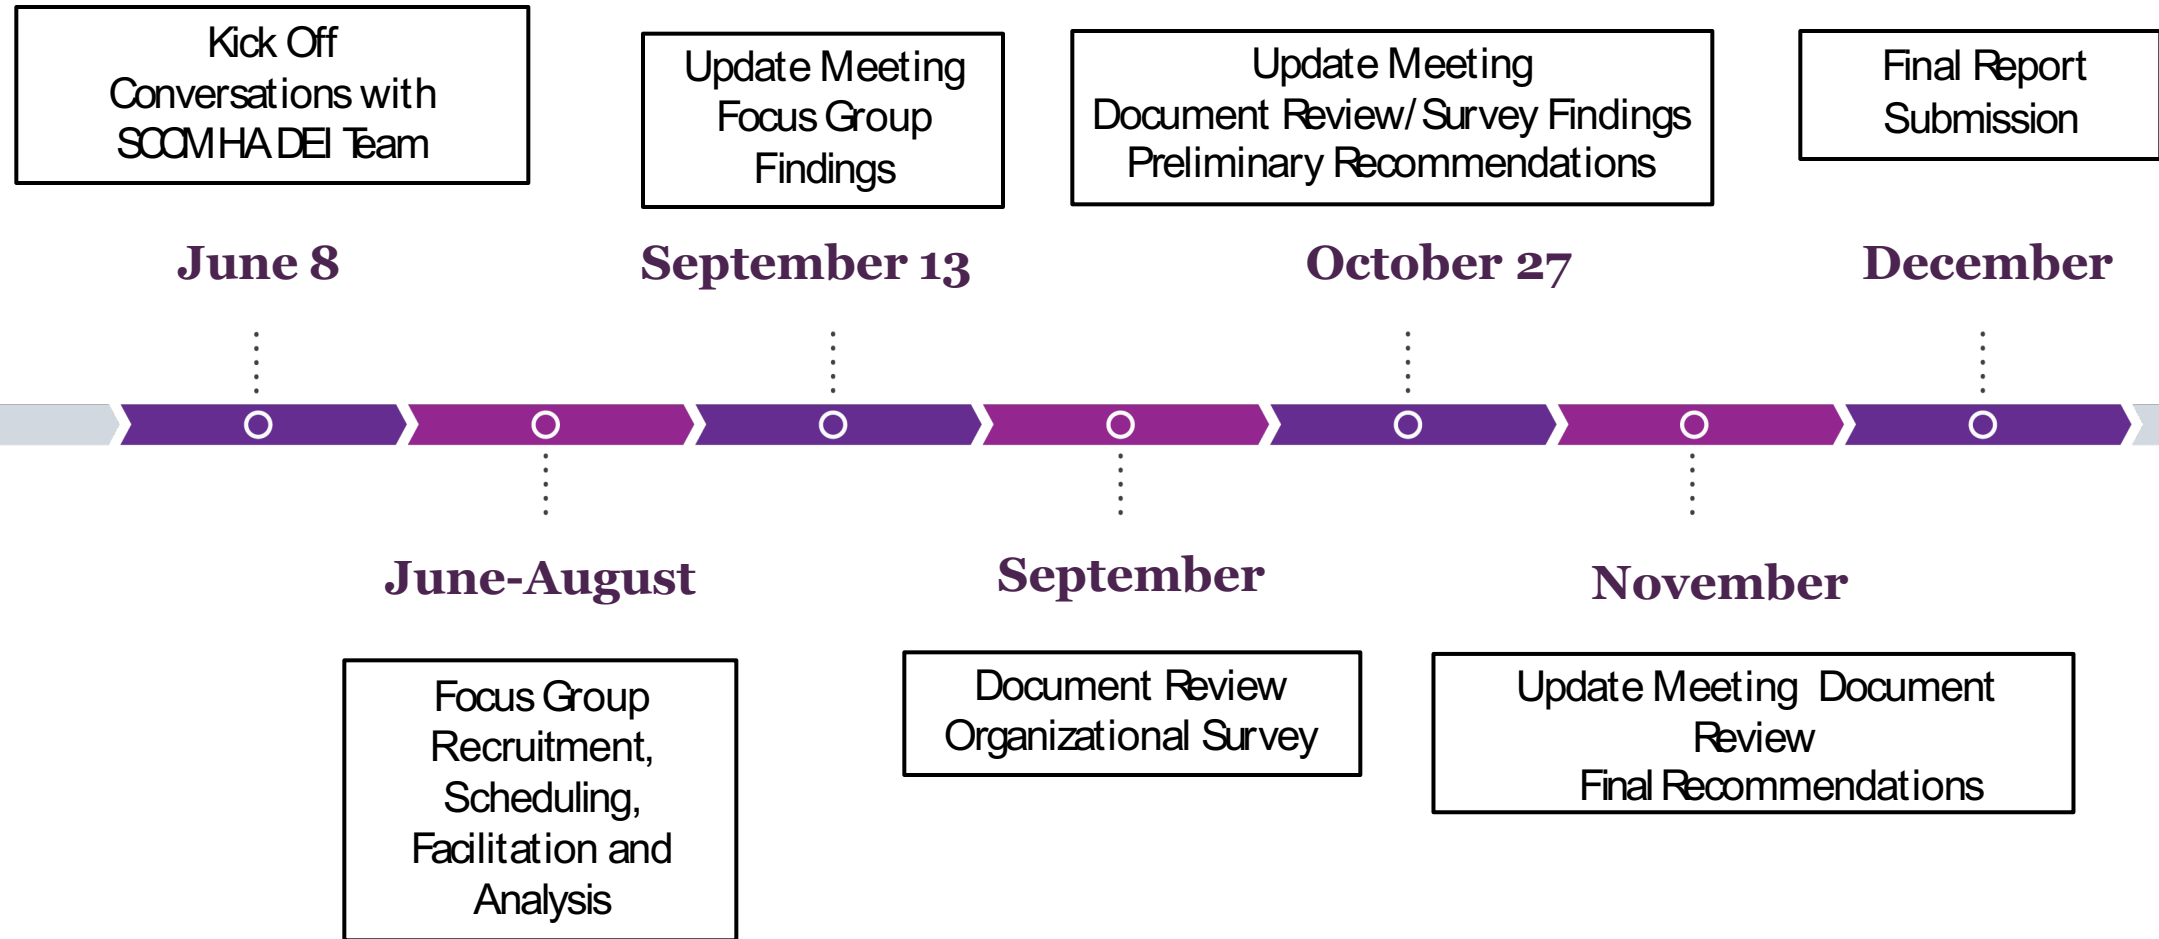 Kick Off
Conversations with
SCOMHA DEI Team
June 8
Update Meeting
Focus Group
Findings
September 13
Update Meeting
Document Review/Survey Findings
Preliminary Recommendations
October 27
Final Report
Submission
December
June-August
Focus Group
Recruitment,
Scheduling,
Facilitation and
Analysis
September
Document Review
Organizational Survey
November
Update Meeting Document
Review
Final Recommendations